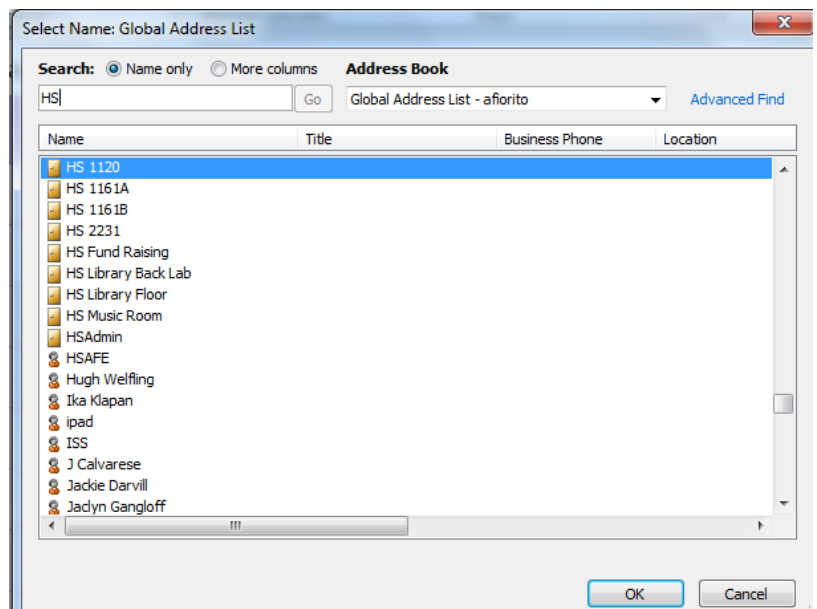 Select Name: Global Address List
Search: Name only More columns Address Book
HS Go Global Address List - afiorito Advanced Find
Name Title Business Phone Location
HS 1120
HS 1161A
HS 1161B
HS 2231
HS Fund Raising
HS Library Back Lab
HS Library Floor
HS Music Room
HSAdmin
HSAFE
Hugh Welfling
Ika Klapan
ipad
ISS
J Calvarese
Jackie Darvill
Jaclyn Gangloff
OK Cancel